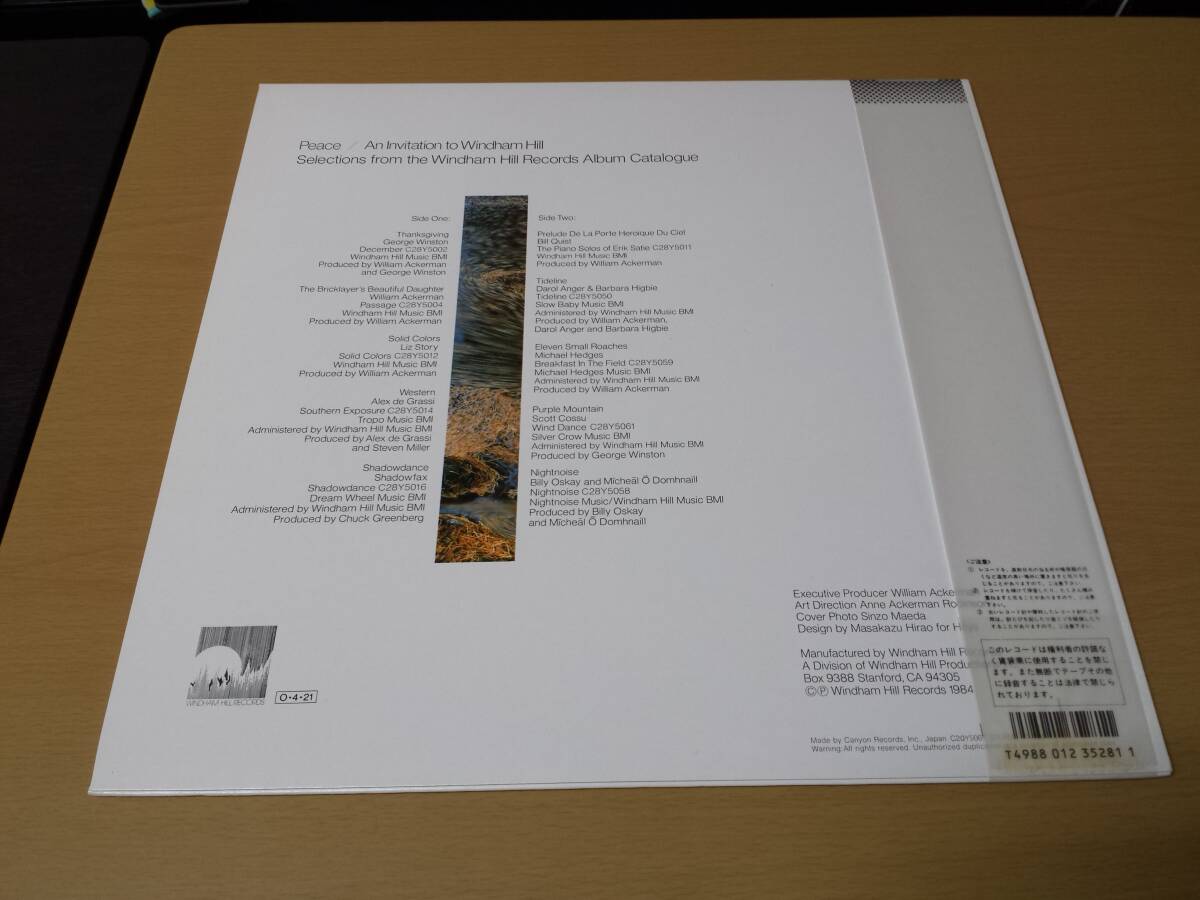 Peace / An Invitation to Windham Hill
Selections from the Windham Hill Records Album Catalogue
Side One:
Thanksgiving
George Winston
December C28Y5002
Windham Hill Music BMI
Produced by William Ackerman
and George Winston
The Bricklayer's Beautiful Daughter
William Ackerman
Passage C28Y5004
Windham Hill Music BMI
Produced by William Ackerman
Solid Colors
Liz Story
Solid Colors C28Y5012
Windham Hill Music BMI
Produced by William Ackerman
Western
Alex de Grassi
Southern Exposure C28Y5014
Tropo Music BMI
Administered by Windham Hill Music BMI
Produced by Alex de Grassi
and Steven Miller
Shadowdance
Shadowfax
Shadowdance C28Y5016
Dream Wheel Music BMI
Administered by Windham Hill Music BMI
Produced by Chuck Greenberg
Side Two:
Prelude De La Porte Heroique Du Ciel
Bill Quist
The Piano Solos of Erik Satie C28Y5011
Windham Hill Music BMI
Produced by William Ackerman
Tideline
Darol Anger & Barbara Higbie
Tideline C28Y5050
Slow Baby Music BMI
Administered by Windham Hill Music BMI
Produced by William Ackerman,
Darol Anger and Barbara Higbie
Eleven Small Roaches
Michael Hedges
Breakfast In The Field C28Y5059
Michael Hedges Music BMI
Administered by Windham Hill Music BMI
Produced by William Ackerman
Purple Mountain
Scott Cossu
Wind Dance C28Y5061
Silver Crow Music BMI
Administered by Windham Hill Music BMI
Produced by George Winston
Nightnoise
Billy Oskay and Mícheál Ó Domhnaill
Nightnoise C28Y5058
Nightnoise Music/Windham Hill Music BMI
Produced by Billy Oskay
and Mícheál Ó Domhnaill
Executive Producer William
Art Direction Anne Ackerman
Cover Photo Sinzo Maeda
Design by Masakazu Hirao for
Manufactured by Windham Hill
A Division of Windham Hill
Box 9388 Stanford, CA 94305
©℗ Windham Hill Records 1984
Made by Canyon Records, Inc., Japan
Warning: All rights reserved. Unauthorized
WINDHAM HILL RECORDS
O・4・21
〈ご注意〉
このレコードは権利者の許諾な
く賃貸業に使用することを禁じ
ます。また無断でテープその他
に録音することは法律で禁じら
れております。
T4988 012 35281 1